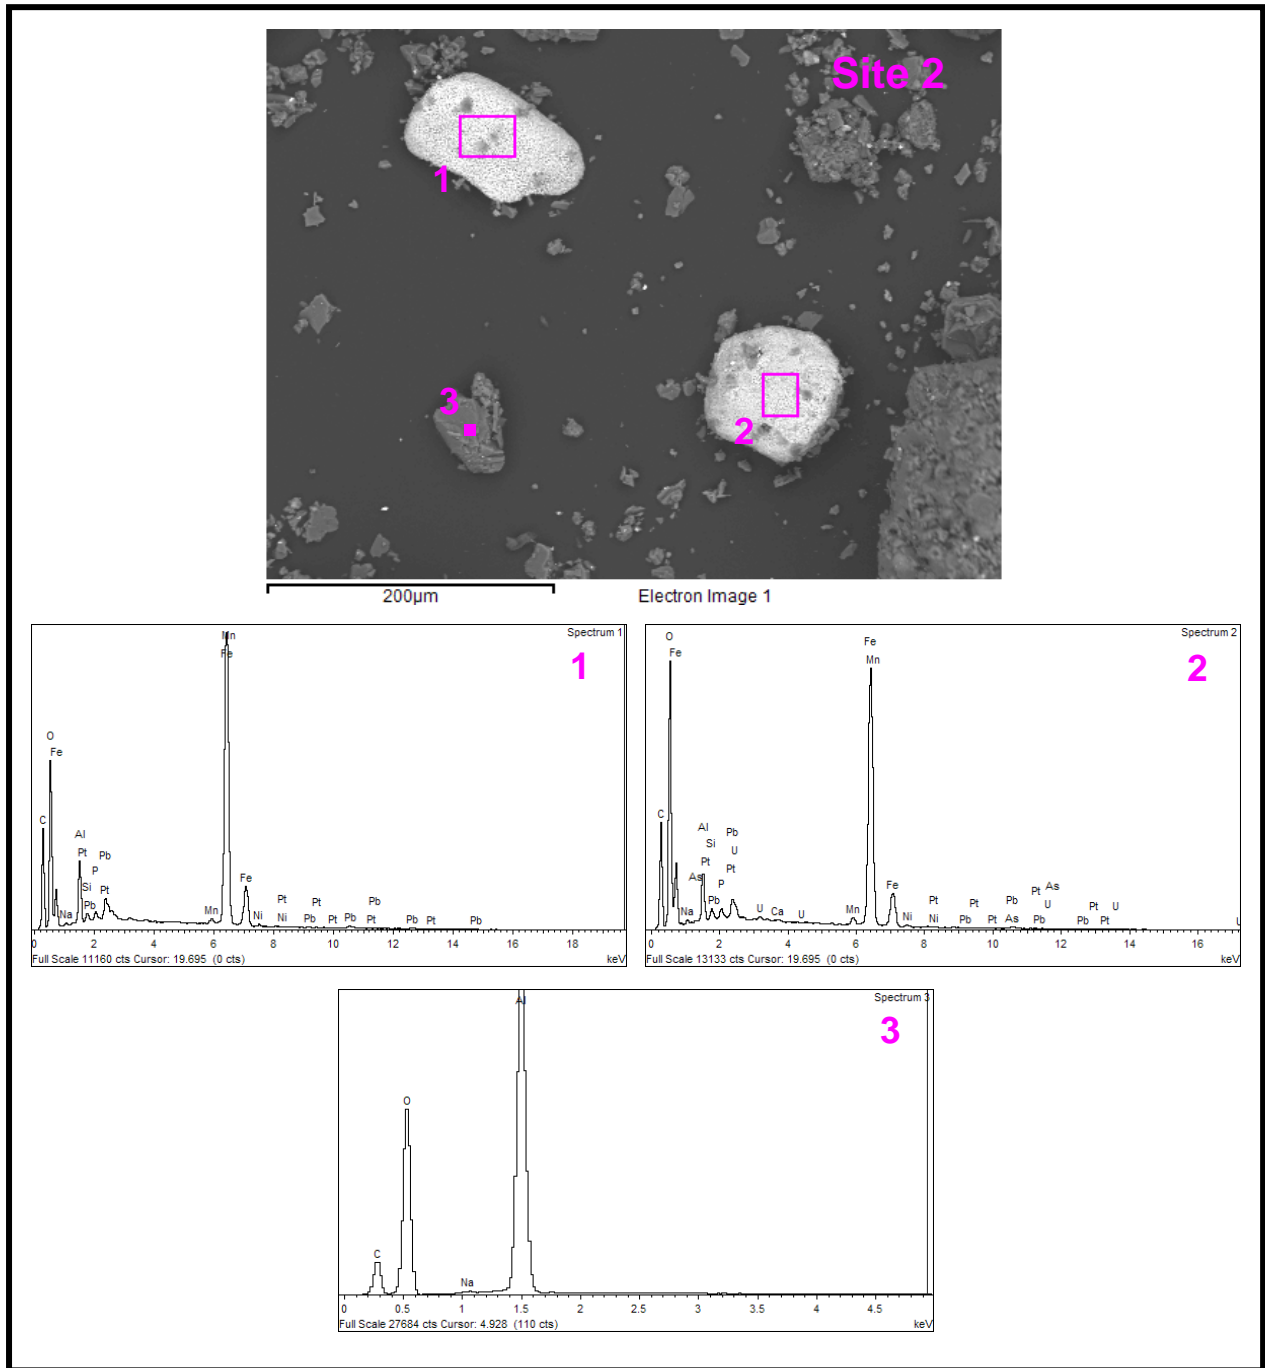 Site 2
1
2
3
200µm
Electron Image 1
Spectrum 1
1
Mn
Fe
O
Fe
C
Al
Pt
Pb
P
Si
Pt
Pb
Na
Mn
Fe
Ni
Pt
Ni
Pt
Pb
Pt
Pb
Pb
Pt
Pb
Pt
Pb
0 2 4 6 8 10 12 14 16 18
Full Scale 11160 cts Cursor: 19.695 (0 cts)
keV
Spectrum 2
2
O
Fe
Fe
Mn
C
Al
Si
Pb
U
Pt
Pt
As
P
Pb
Na
U
Ca
U
Mn
Fe
Ni
Pt
Ni
Pt
Pb
Pb
Pt
As
Pt
As
U
Pt
Pb
Pt
U
Pb
Pt
U
0 2 4 6 8 10 12 14 16
Full Scale 13133 cts Cursor: 19.695 (0 cts)
keV
Spectrum 3
3
Al
O
C
Na
0 0.5 1 1.5 2 2.5 3 3.5 4 4.5
Full Scale 27684 cts Cursor: 4.928 (110 cts)
keV